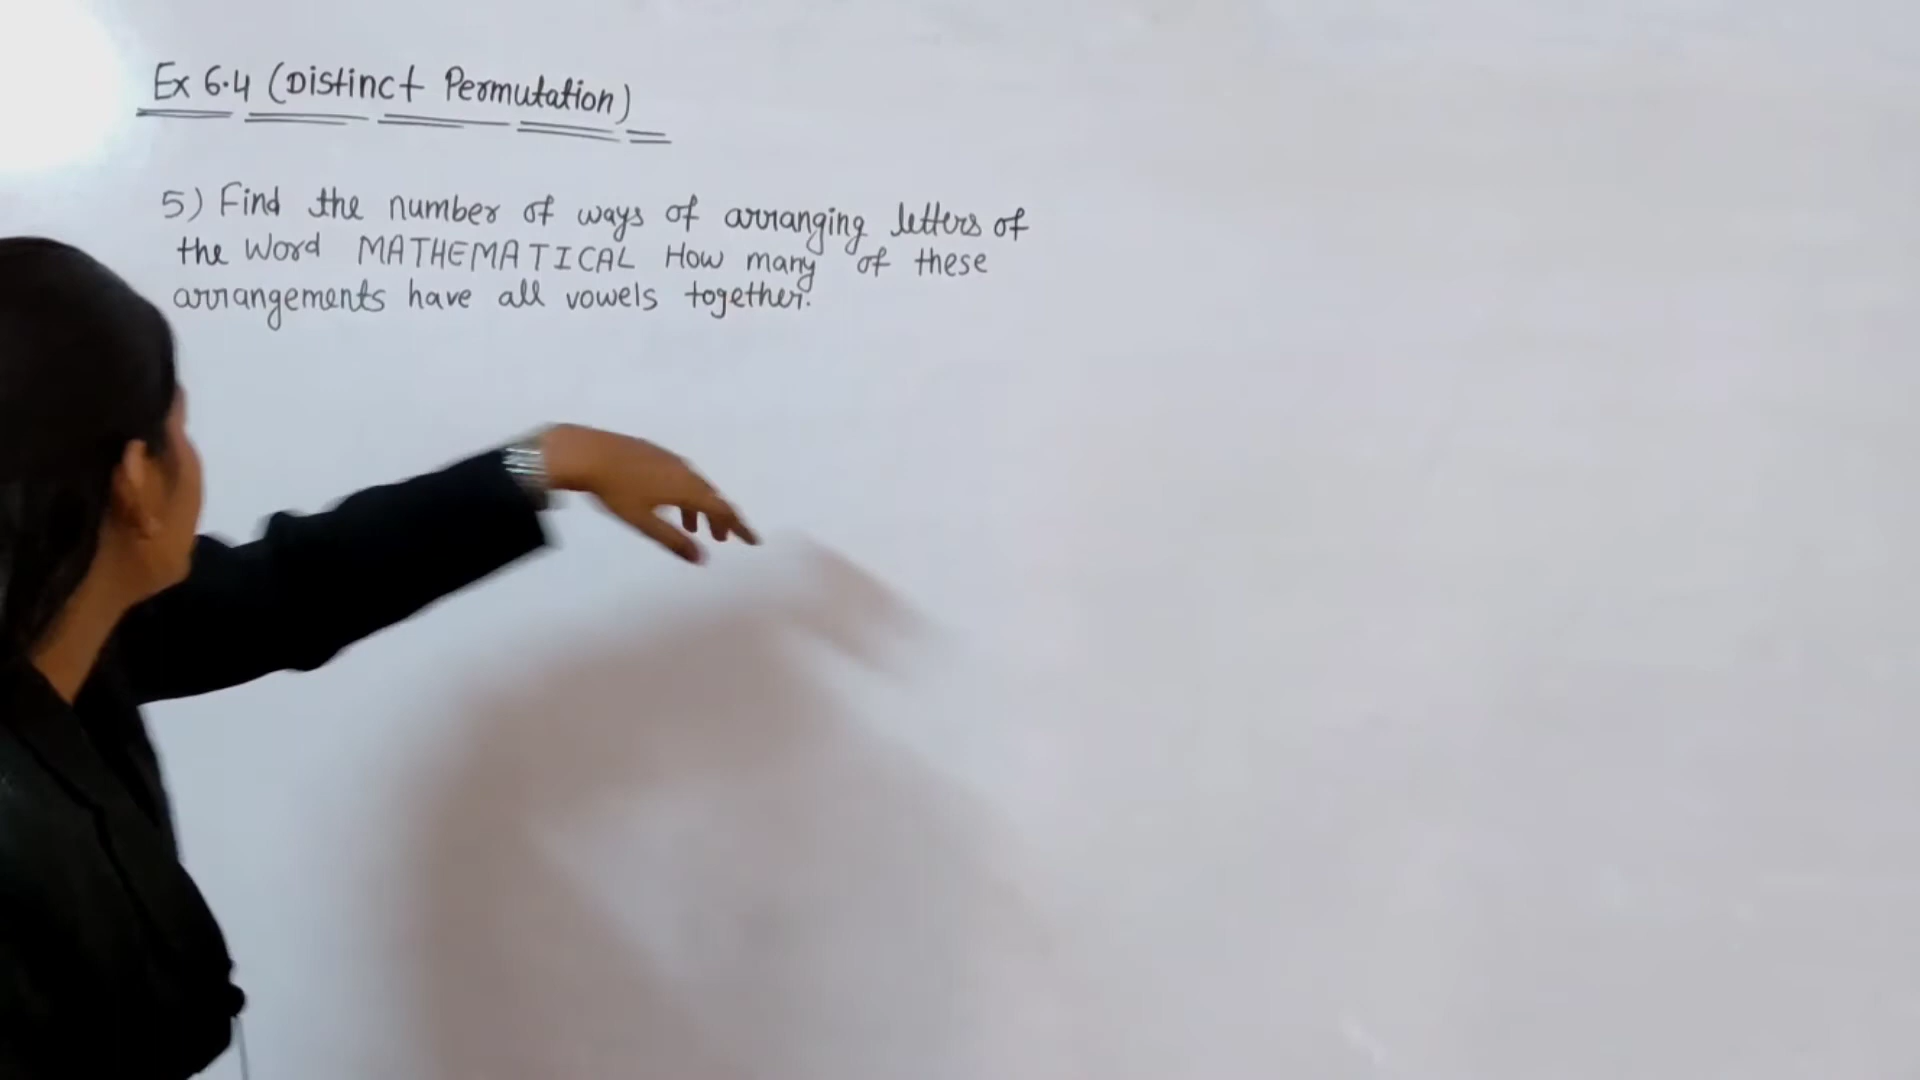 Ex 6.4 (Distinct Permutation)
5) Find the number of ways of arranging letters of
the Word MATHEMATICAL How many of these
arrangements have all vowels together.